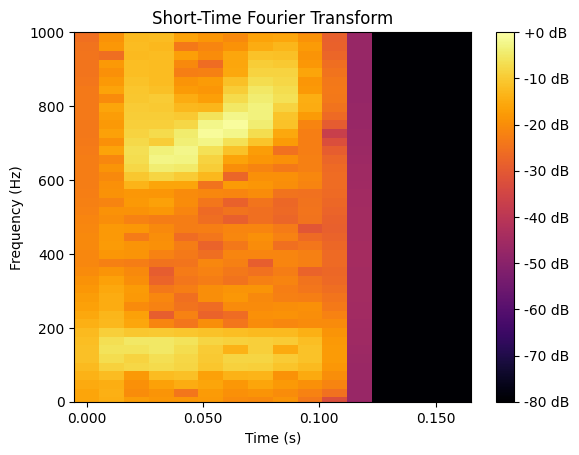 Short-Time Fourier Transform
1000
800
600
400
200
0
Frequency (Hz)
0.000
0.050
0.100
0.150
Time (s)
+0 dB
-10 dB
-20 dB
-30 dB
-40 dB
-50 dB
-60 dB
-70 dB
-80 dB